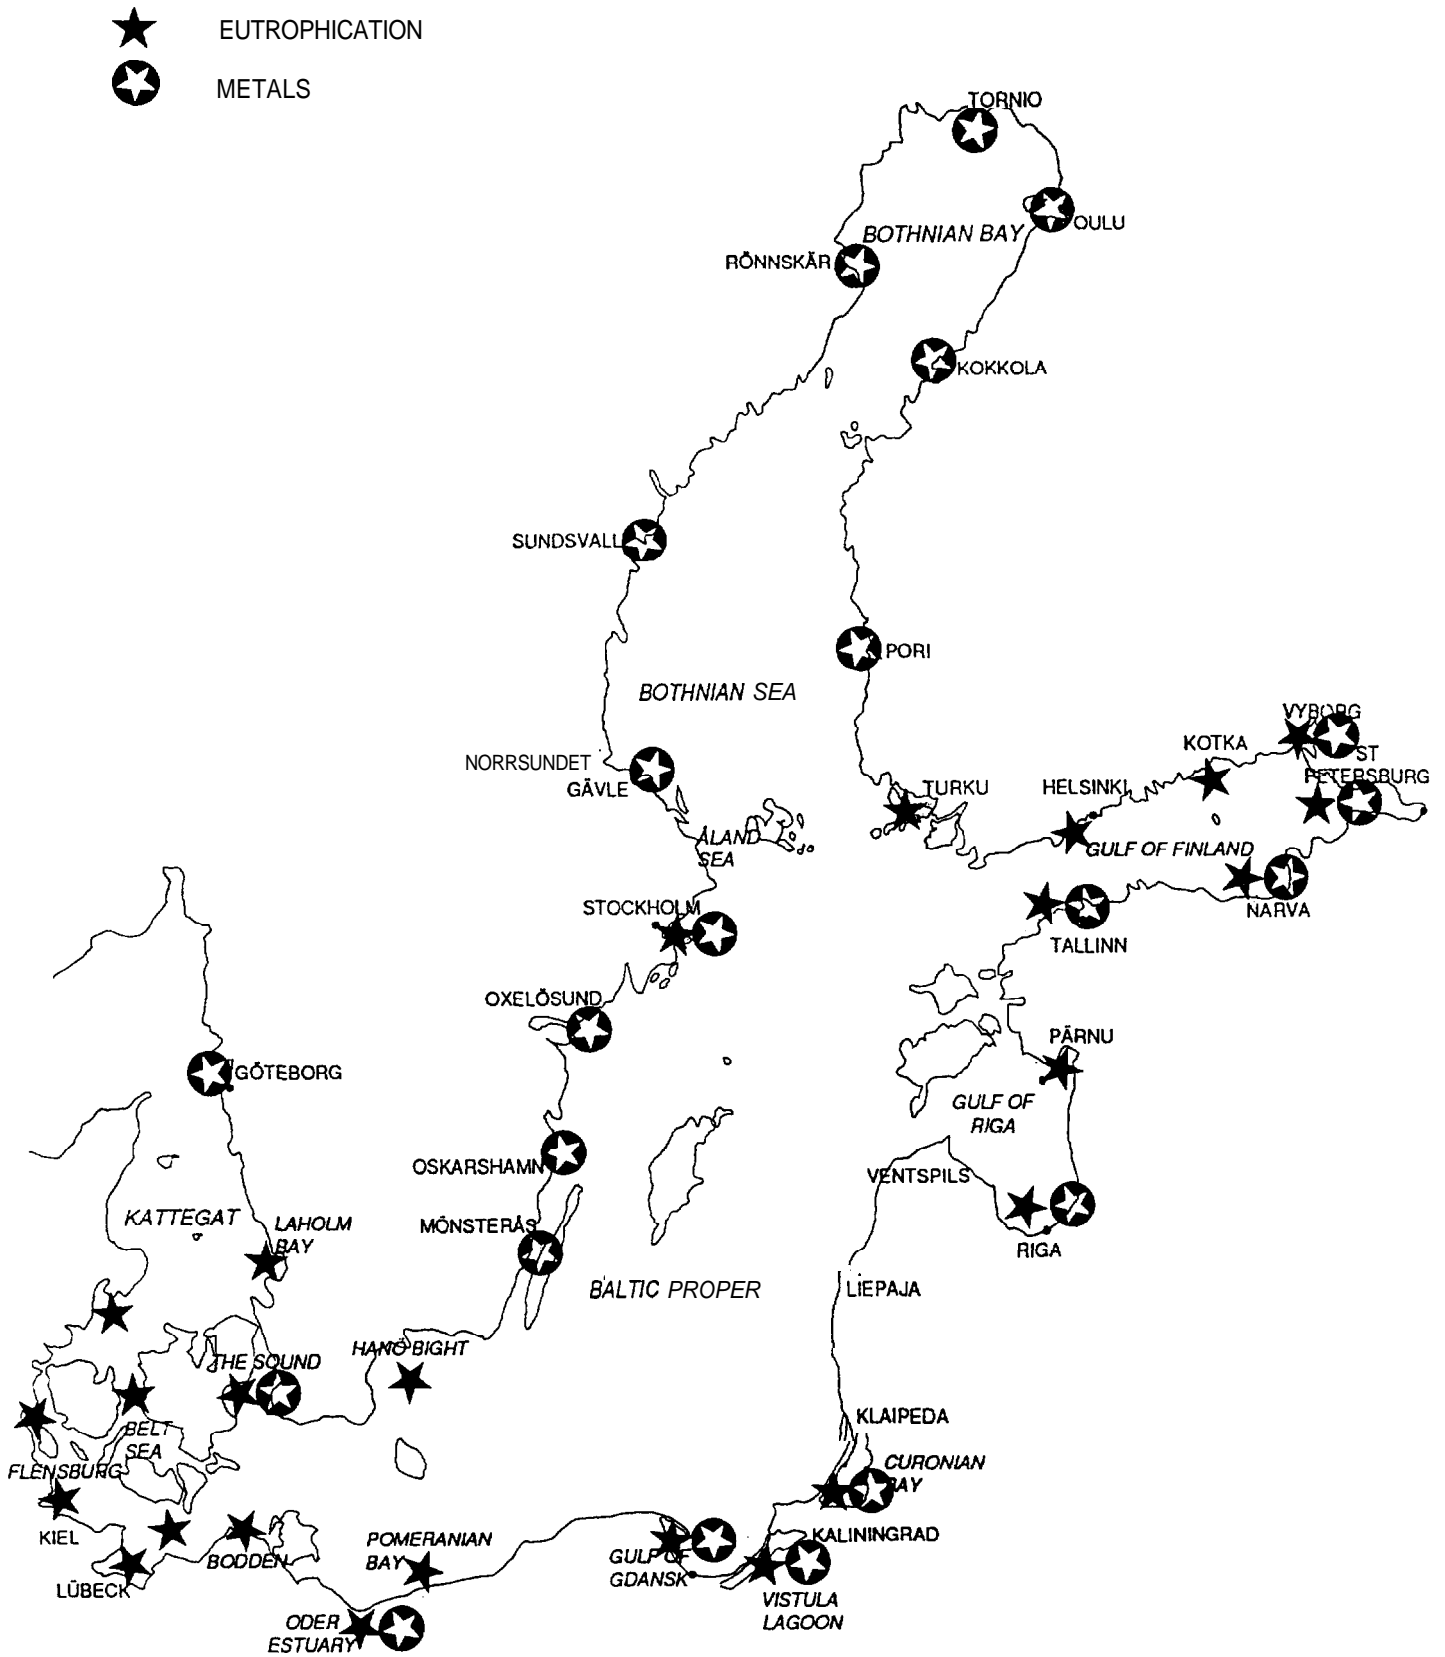 EUTROPHICATION
METALS
TORNIO
OULU
BOTHNIAN BAY
RÖNNSKÄR
KOKKOLA
SUNDSVALL
PORI
BOTHNIAN SEA
VYBORG
KOTKA
ST
PETERSBURG
NORRSUNDET
GÄVLE
TURKU
HELSINKI
ÅLAND
SEA
GULF OF FINLAND
STOCKHOLM
NARVA
TALLINN
OXELÖSUND
PÄRNU
GÖTEBORG
GULF OF
RIGA
OSKARSHAMN
VENTSPILS
KATTEGAT
LAHOLM
BAY
MÖNSTERÅS
RIGA
BALTIC PROPER
LIEPAJA
HANÖ BIGHT
THE SOUND
KLAIPEDA
BELT
SEA
CURONIAN
BAY
FLENSBURG
KIEL
KALININGRAD
POMERANIAN
BAY
BODDEN
GULF OF
GDANSK
LÜBECK
VISTULA
LAGOON
ODER
ESTUARY